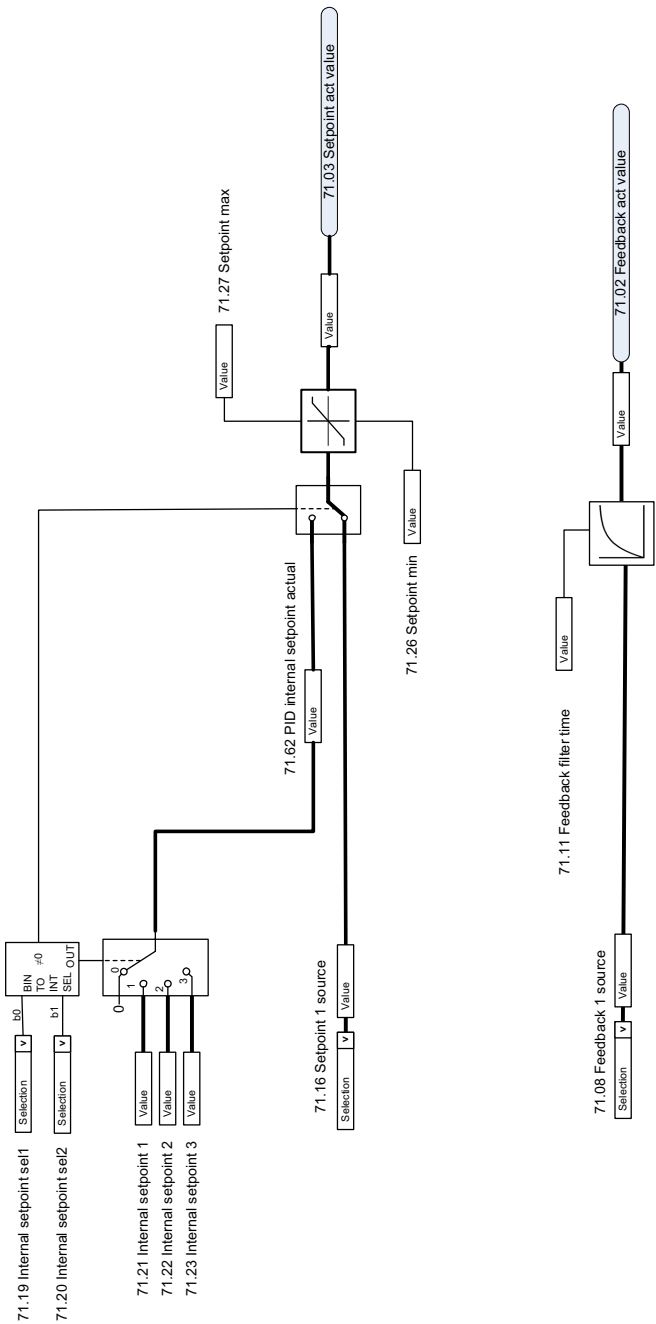 71.19 Internal setpoint sel1
Selection
v
b0
71.20 Internal setpoint sel2
Selection
v
b1
BIN
TO
INT
SEL
≠0
OUT
71.21 Internal setpoint 1
Value
71.22 Internal setpoint 2
Value
71.23 Internal setpoint 3
Value
0
0
1
2
3
71.62 PID internal setpoint actual
Value
71.16 Setpoint 1 source
Selection
v
Value
71.27 Setpoint max
Value
71.26 Setpoint min
Value
Value
71.03 Setpoint act value
71.11 Feedback filter time
Value
71.08 Feedback 1 source
Selection
v
Value
Value
71.02 Feedback act value